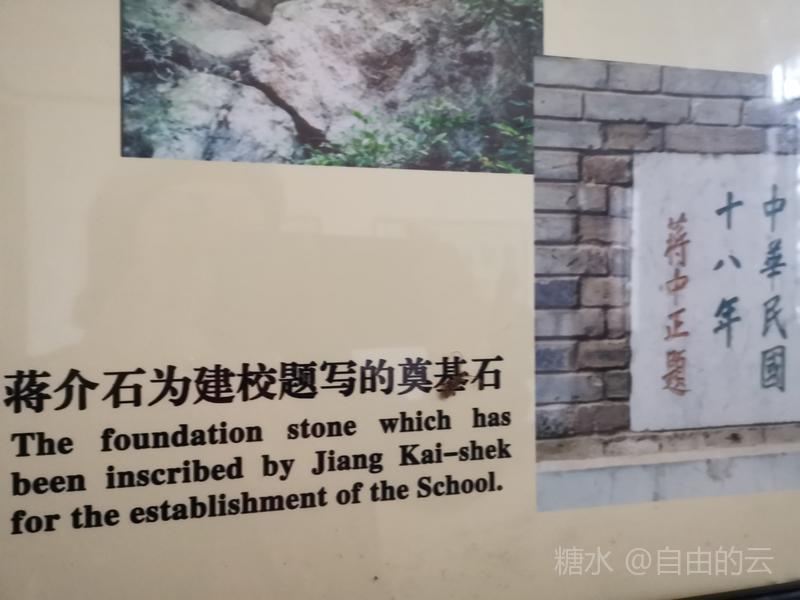 中華民國
十八年
蒋中正題
蒋介石为建校题写的奠基石
The foundation stone which has
been inscribed by Jiang Kai-shek
for the establishment of the School.
糖水 @自由的云